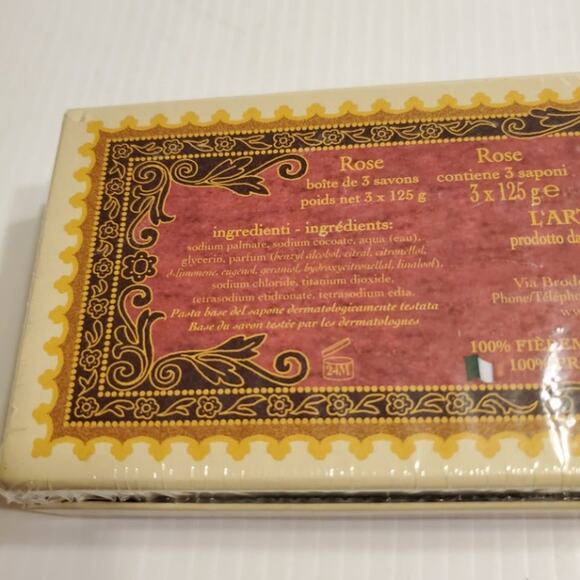 Rose
boîte de 3 savons
poids net 3 x 125 g
Rose
contiene 3 saponi
3 x 125 g e
L'AR
prodotto da
ingredienti - ingrédients:
sodium palmate, sodium cocoate, aqua (eau),
glycerin, parfum (benzyl alcohol, citral, citronellol,
d-limonene, eugenol, geraniol, hydroxycitronellal, linalool),
sodium chloride, titanium dioxide,
tetrasodium etidronate, tetrasodium edta.
Pasta base del sapone dermatologicamente testata
Base du savon testée par les dermatologues
24M
Via Brode
Phone/Téléph
100% FIÈREM
100%